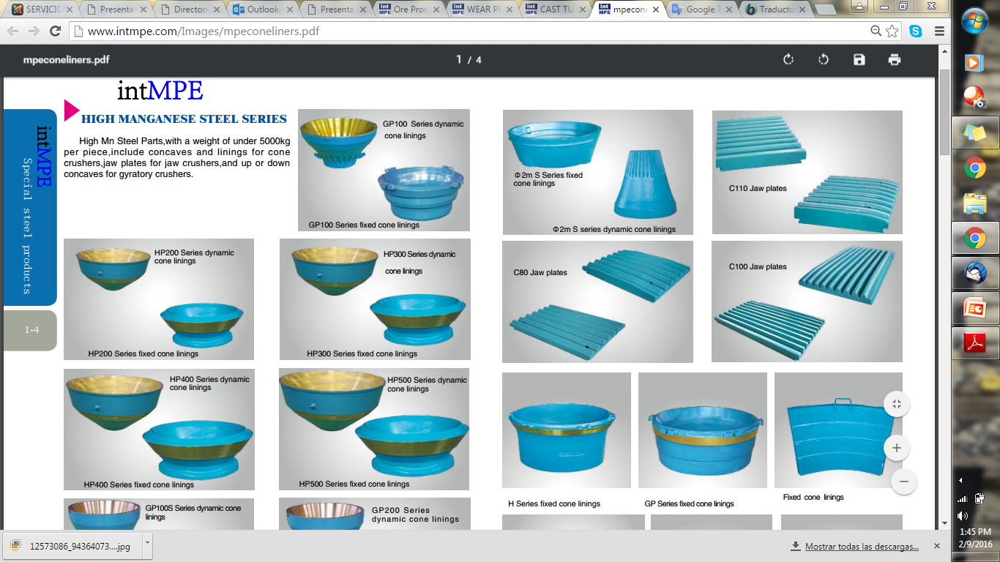 SERVICIO
Presenta
Directori
Outlook.
Presenta
Ore Proc
WEAR PI
CAST TU
mpecone
Google T
Traducto
www.intmpe.com/Images/mpeconeliners.pdf
mpeconeliners.pdf
1 / 4
intMPE
HIGH MANGANESE STEEL SERIES
High Mn Steel Parts,with a weight of under 5000kg
per piece,include concaves and linings for cone
crushers,jaw plates for jaw crushers,and up or down
concaves for gyratory crushers.
intMPE
Special steel products
1-4
GP100 Series dynamic
cone linings
GP100 Series fixed cone linings
Φ2m S Series fixed
cone linings
Φ2m S series dynamic cone linings
C110 Jaw plates
HP200 Series dynamic
cone linings
HP200 Series fixed cone linings
HP300 Series dynamic
cone linings
HP300 Series fixed cone linings
C80 Jaw plates
C100 Jaw plates
HP400 Series dynamic
cone linings
HP400 Series fixed cone linings
HP500 Series dynamic
cone linings
HP500 Series fixed cone linings
H Series fixed cone linings
GP Series fixed cone linings
Fixed cone linings
GP100S Series dynamic cone
linings
GP200 Series
dynamic cone linings
12573086_94364073....jpg
Mostrar todas las descargas...
1:45 PM
2/9/2016